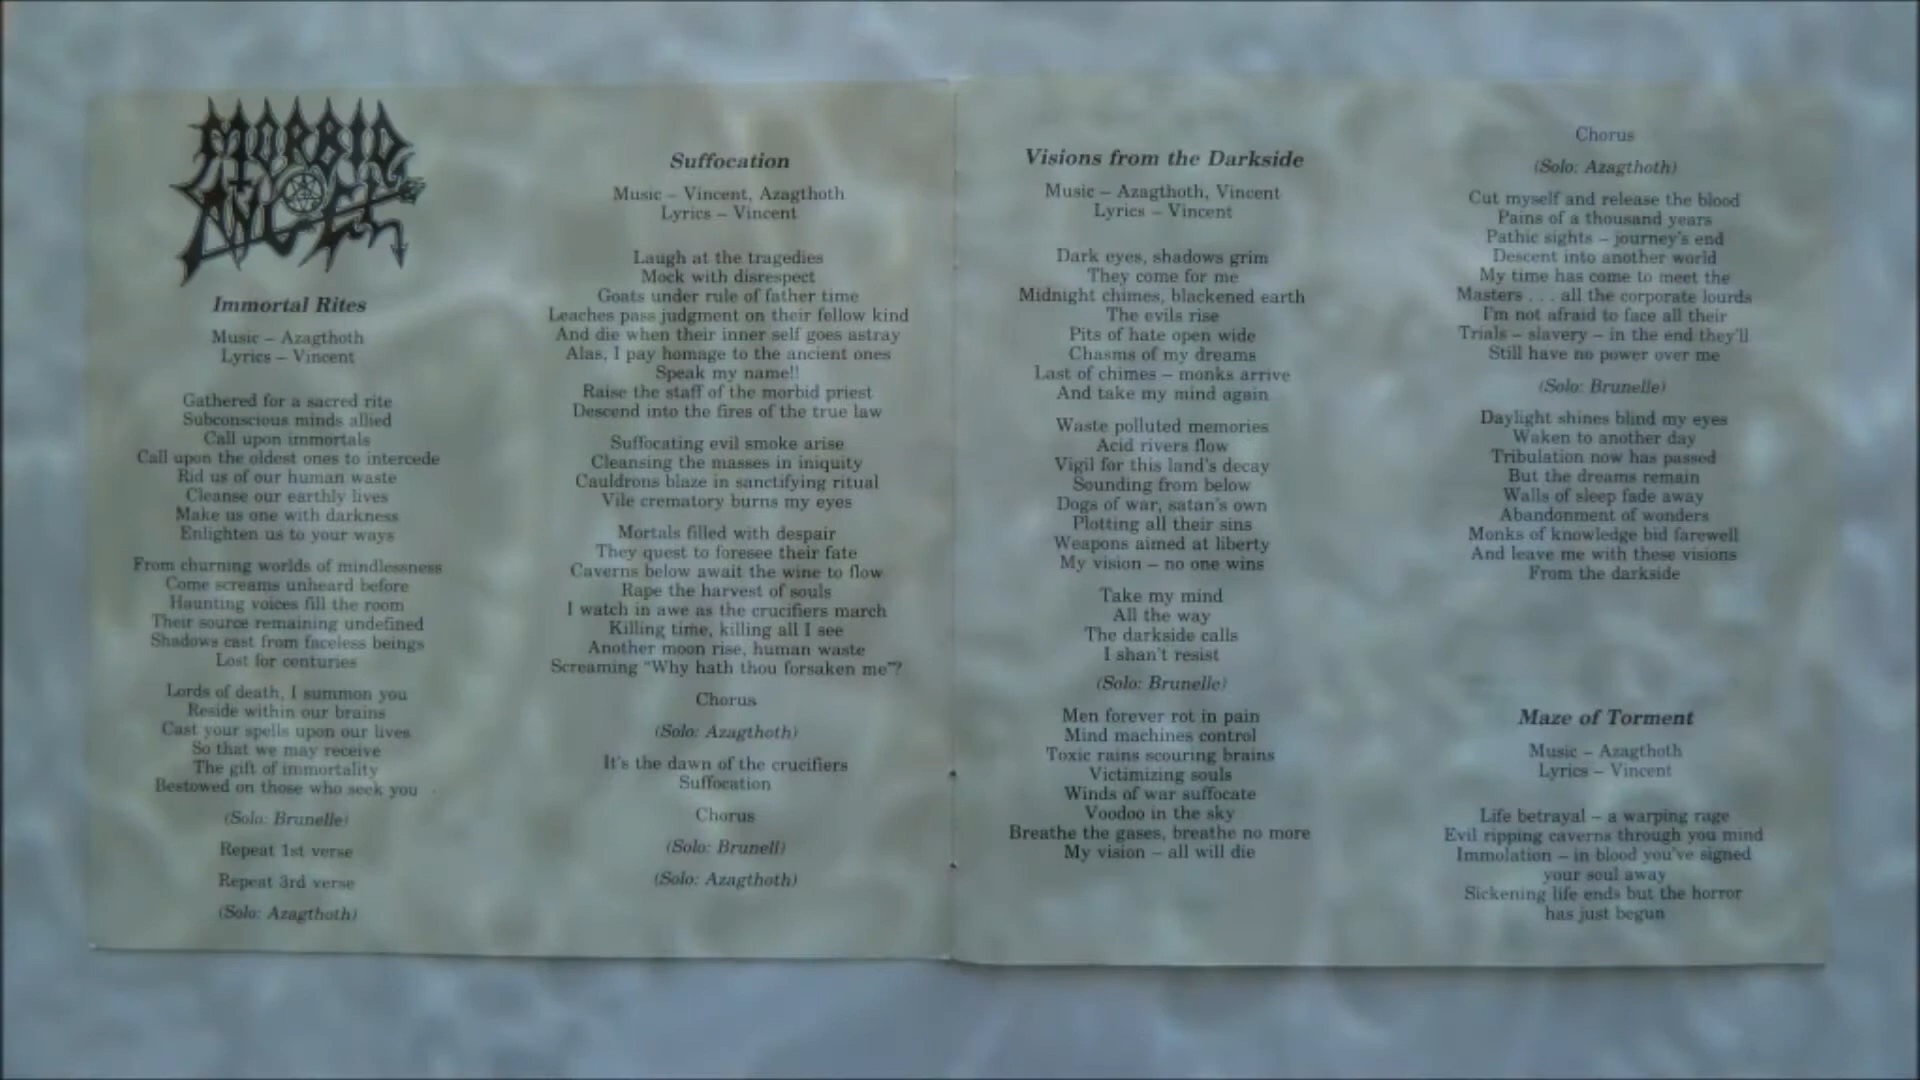 MORBID
ANGEL
Immortal Rites
Music – Azagthoth
Lyrics – Vincent
Gathered for a sacred rite
Subconscious minds allied
Call upon immortals
Call upon the oldest ones to intercede
Rid us of our human waste
Cleanse our earthly lives
Make us one with darkness
Enlighten us to your ways
From churning worlds of mindlessness
Come screams unheard before
Haunting voices fill the room
Their source remaining undefined
Shadows cast from faceless beings
Lost for centuries
Lords of death, I summon you
Reside within our brains
Cast your spells upon our lives
So that we may receive
The gift of immortality
Bestowed on those who seek you
(Solo: Brunelle)
Repeat 1st verse
Repeat 3rd verse
(Solo: Azagthoth)
Suffocation
Music – Vincent, Azagthoth
Lyrics – Vincent
Laugh at the tragedies
Mock with disrespect
Goats under rule of father time
Leaches pass judgment on their fellow kind
And die when their inner self goes astray
Alas, I pay homage to the ancient ones
Speak my name!!
Raise the staff of the morbid priest
Descend into the fires of the true law
Suffocating evil smoke arise
Cleansing the masses in iniquity
Cauldrons blaze in sanctifying ritual
Vile crematory burns my eyes
Mortals filled with despair
They quest to foresee their fate
Caverns below await the wine to flow
Rape the harvest of souls
I watch in awe as the crucifiers march
Killing time, killing all I see
Another moon rise, human waste
Screaming "Why hath thou forsaken me"?
Chorus
(Solo: Azagthoth)
It's the dawn of the crucifiers
Suffocation
Chorus
(Solo: Brunell)
(Solo: Azagthoth)
Visions from the Darkside
Music – Azagthoth, Vincent
Lyrics – Vincent
Dark eyes, shadows grim
They come for me
Midnight chimes, blackened earth
The evils rise
Pits of hate open wide
Chasms of my dreams
Last of chimes – monks arrive
And take my mind again
Waste polluted memories
Acid rivers flow
Vigil for this land's decay
Sounding from below
Dogs of war, satan's own
Plotting all their sins
Weapons aimed at liberty
My vision – no one wins
Take my mind
All the way
The darkside calls
I shan't resist
(Solo: Brunelle)
Men forever rot in pain
Mind machines control
Toxic rains scouring brains
Victimizing souls
Winds of war suffocate
Voodoo in the sky
Breathe the gases, breathe no more
My vision – all will die
Chorus
(Solo: Azagthoth)
Cut myself and release the blood
Pains of a thousand years
Pathic sights – journey's end
Descent into another world
My time has come to meet the
Masters . . . all the corporate lourds
I'm not afraid to face all their
Trials – slavery – in the end they'll
Still have no power over me
(Solo: Brunelle)
Daylight shines blind my eyes
Waken to another day
Tribulation now has passed
But the dreams remain
Walls of sleep fade away
Abandonment of wonders
Monks of knowledge bid farewell
And leave me with these visions
From the darkside
Maze of Torment
Music – Azagthoth
Lyrics – Vincent
Life betrayal – a warping rage
Evil ripping caverns through you mind
Immolation – in blood you've signed
your soul away
Sickening life ends but the horror
has just begun